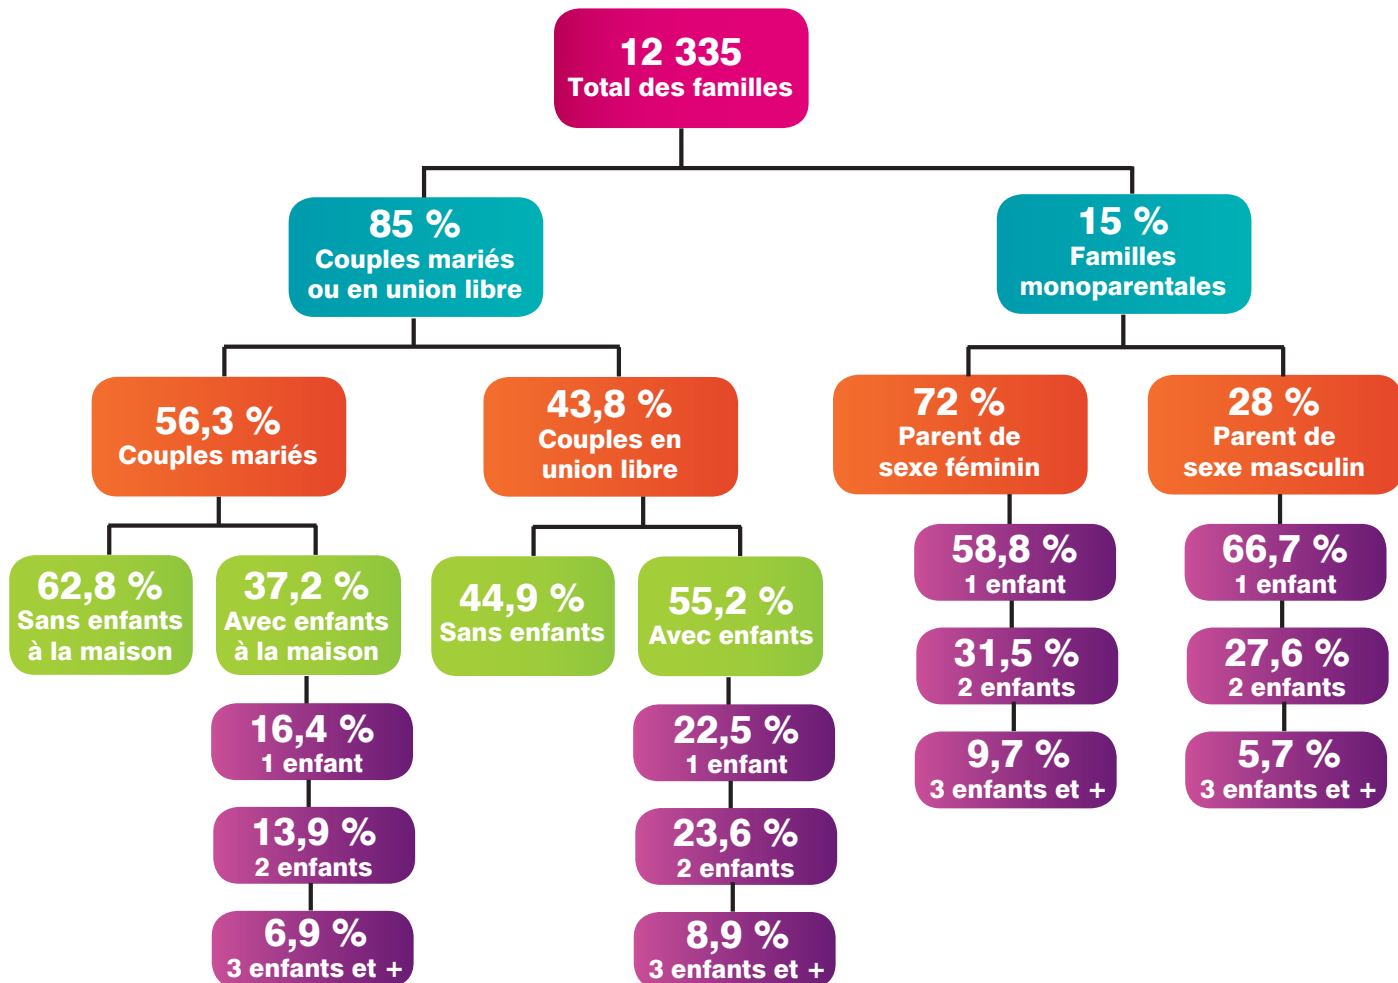 12 335
Total des familles
85 %
Couples mariés
ou en union libre
15 %
Familles
monoparentales
56,3 %
Couples mariés
43,8 %
Couples en
union libre
72 %
Parent de
sexe féminin
28 %
Parent de
sexe masculin
62,8 %
Sans enfants
à la maison
37,2 %
Avec enfants
à la maison
44,9 %
Sans enfants
55,2 %
Avec enfants
58,8 %
1 enfant
66,7 %
1 enfant
31,5 %
2 enfants
27,6 %
2 enfants
16,4 %
1 enfant
22,5 %
1 enfant
9,7 %
3 enfants et +
5,7 %
3 enfants et +
13,9 %
2 enfants
23,6 %
2 enfants
6,9 %
3 enfants et +
8,9 %
3 enfants et +